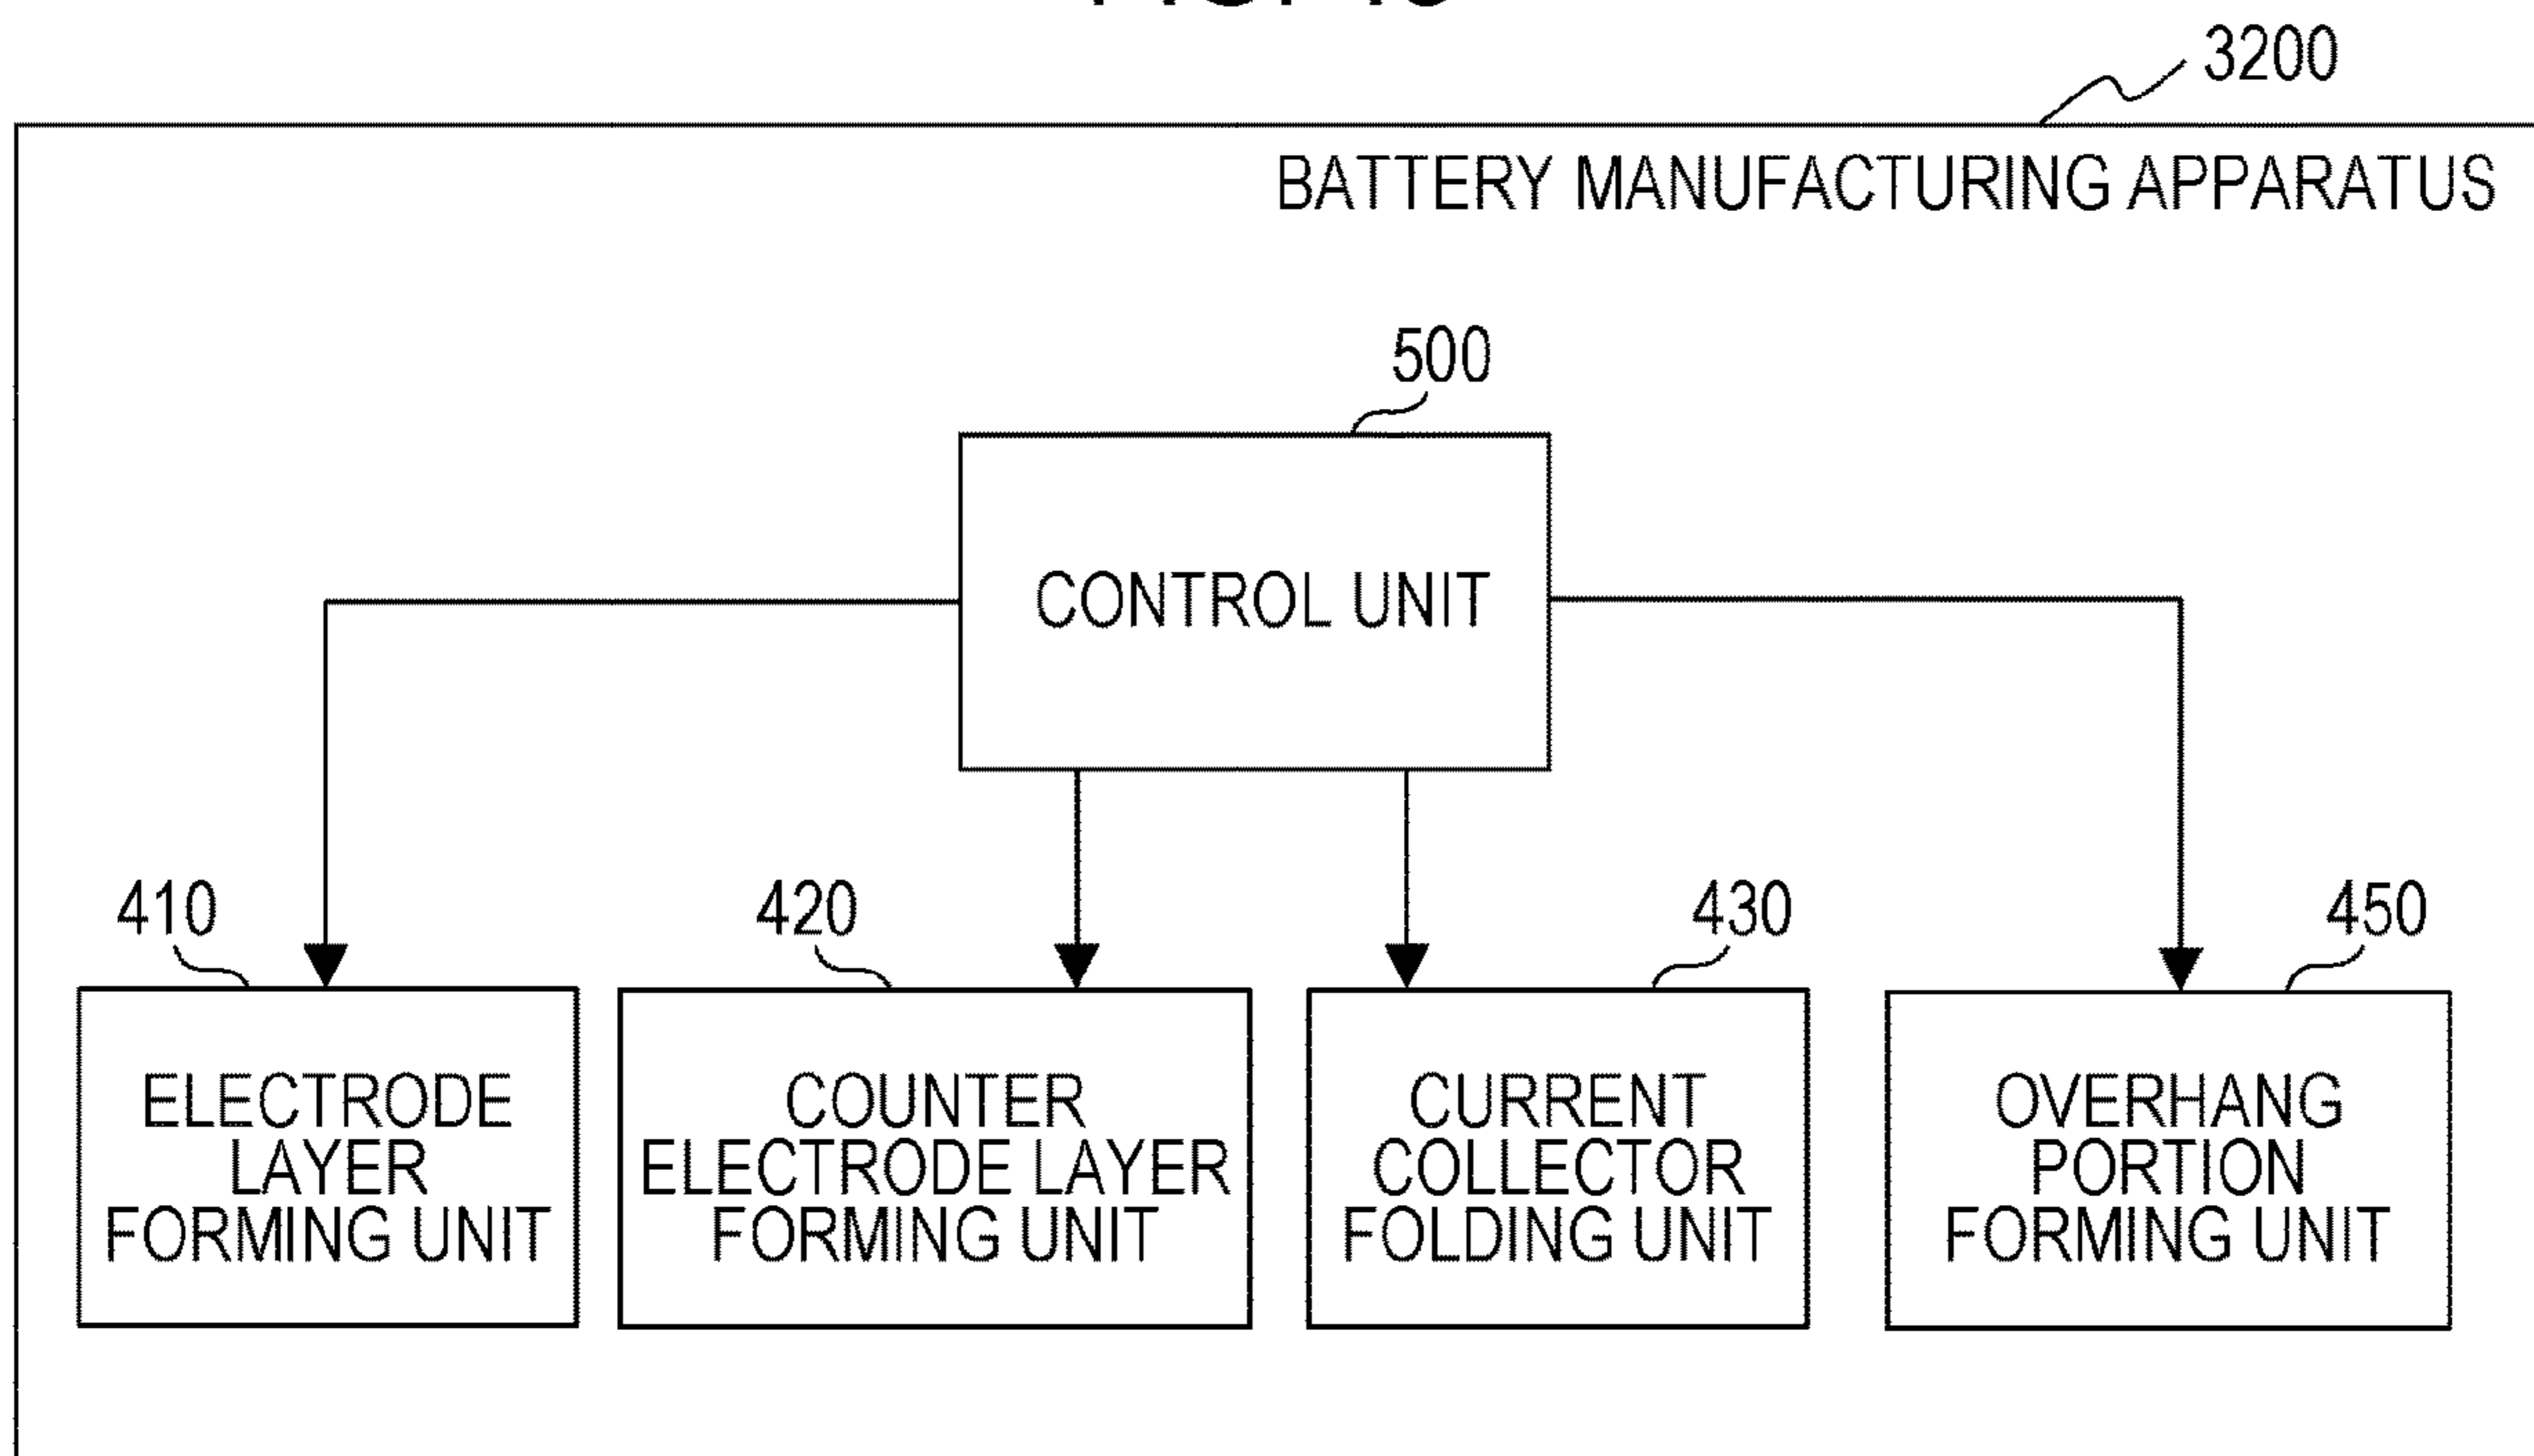 3200
BATTERY MANUFACTURING APPARATUS
500
CONTROL UNIT
410
420
430
450
ELECTRODE
LAYER
FORMING UNIT
COUNTER
ELECTRODE LAYER
FORMING UNIT
CURRENT
COLLECTOR
FOLDING UNIT
OVERHANG
PORTION
FORMING UNIT